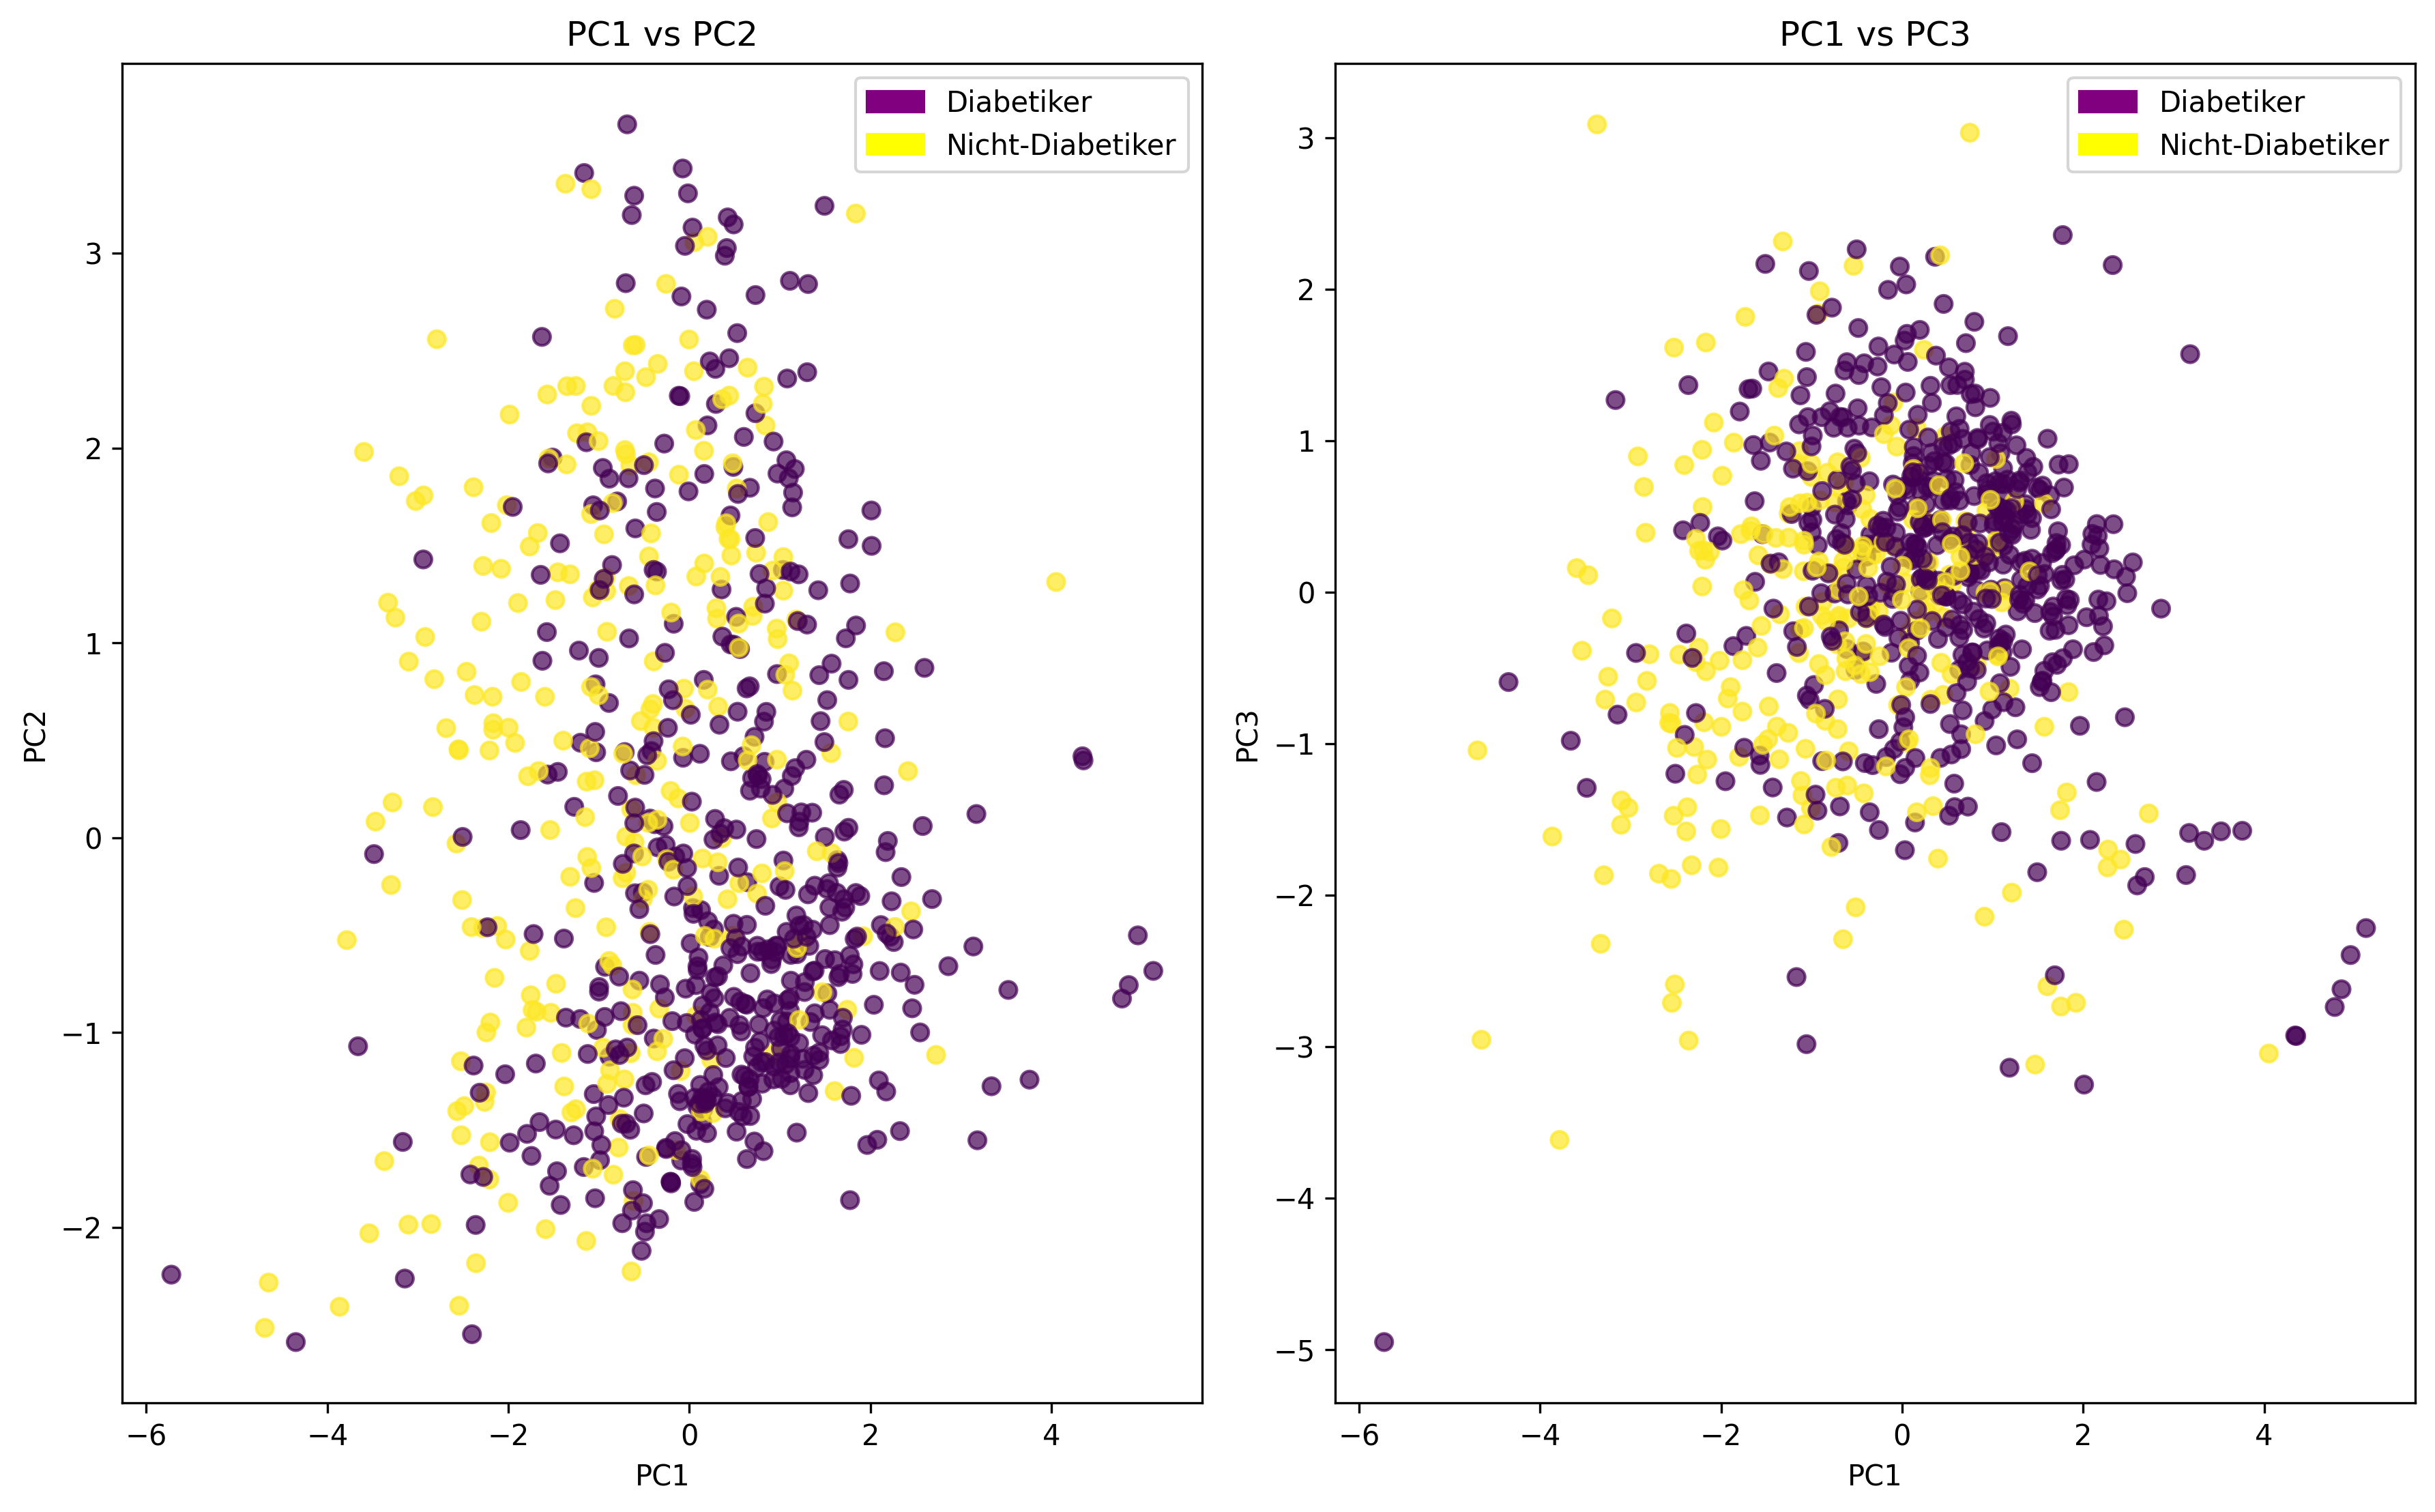 PC1 vs PC2
Diabetiker
Nicht-Diabetiker
PC2
3
2
1
0
−1
−2
−6 −4 −2 0 2 4
PC1
PC1 vs PC3
Diabetiker
Nicht-Diabetiker
PC3
3
2
1
0
−1
−2
−3
−4
−5
−6 −4 −2 0 2 4
PC1